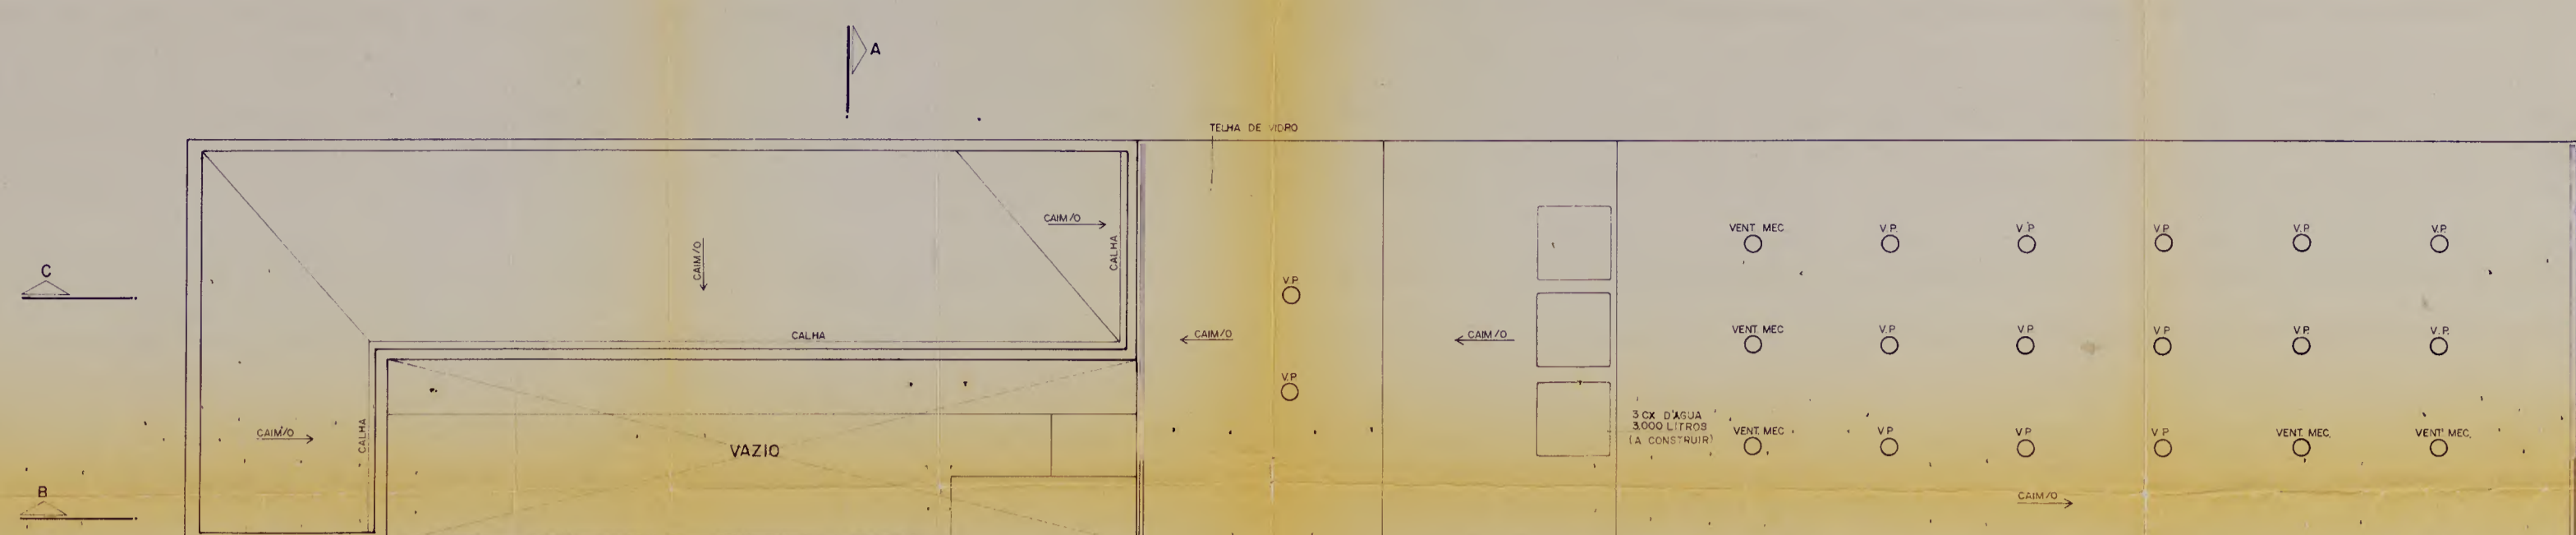 A
TELHA DE VIDRO
CAIM/O
CALHA
CAIM/O
C
VENT MEC
V.P.
V P
V P
V.P.
V.P.
V.P.
CALHA
CAIM/O
CAIM/O
VENT MEC
V P
V P
V P
V P.
V.P.
V.P.
CAIM/O
CALHA
VAZIO
3 CX D'ÁGUA
3.000 LITROS
(A CONSTRUIR)
VENT. MEC
V P
V P
V P
VENT. MEC.
VENT MEC.
B
CAIM/O